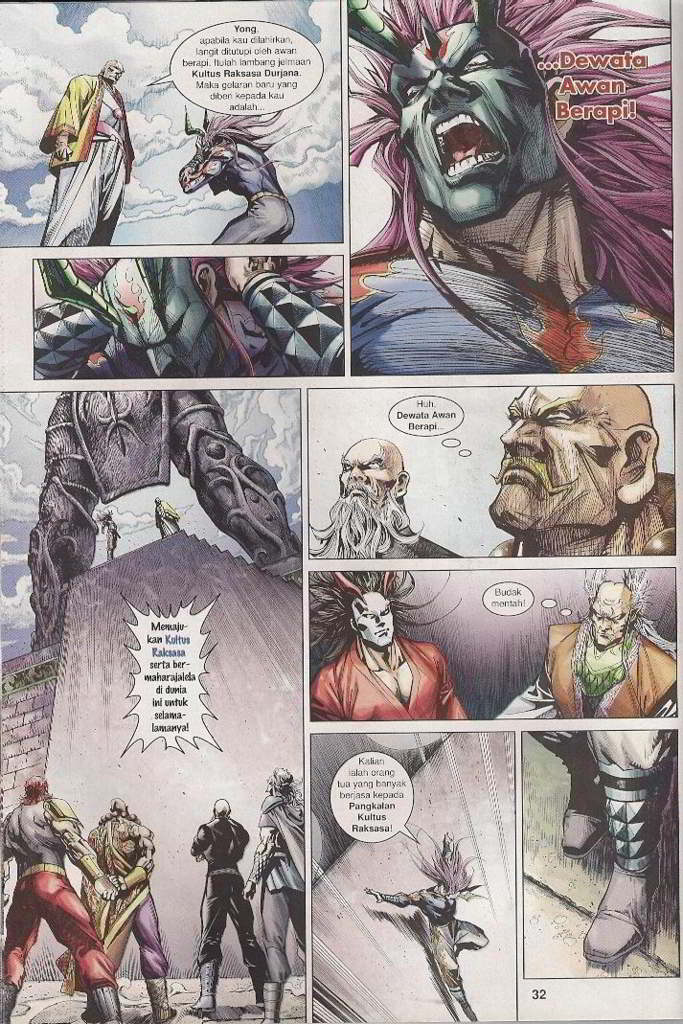 Yong,
apabila kau dilahirkan,
langit ditutupi oleh awan
berapi. Itulah lambang jelmaan
Kultus Raksasa Durjana.
Maka gelaran baru yang
diberi kepada kau
adalah...
...Dewata
Awan
Berapi!
Huh,
Dewata Awan
Berapi...
Memaju-
kan Kultus
Raksasa
serta ber-
maharajalela
di dunia
ini untuk
selama-
lamanya!
Budak
mentah!
Kalian
ialah orang
tua yang banyak
berjasa kepada
Pangkalan
Kultus
Raksasa!
32